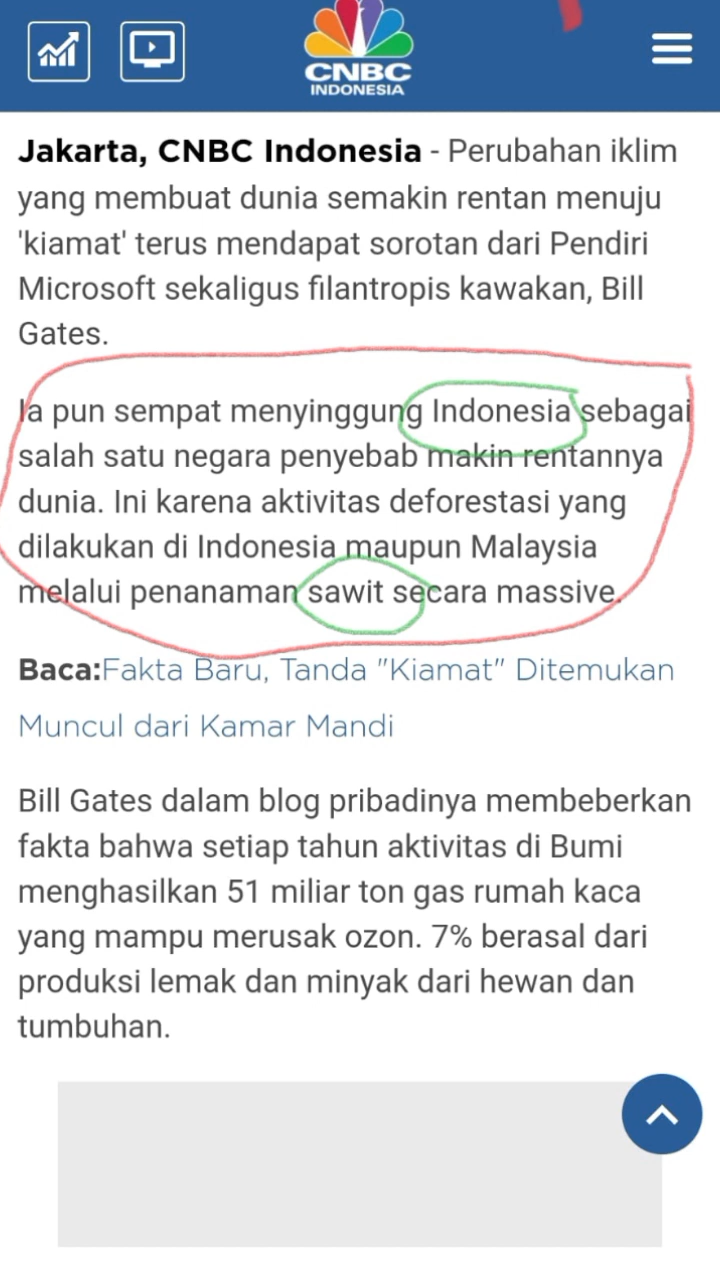 CNBC
INDONESIA
Jakarta, CNBC Indonesia - Perubahan iklim
yang membuat dunia semakin rentan menuju
'kiamat' terus mendapat sorotan dari Pendiri
Microsoft sekaligus filantropis kawakan, Bill
Gates.
Ia pun sempat menyinggung Indonesia sebagai
salah satu negara penyebab makin rentannya
dunia. Ini karena aktivitas deforestasi yang
dilakukan di Indonesia maupun Malaysia
melalui penanaman sawit secara massive.
Baca:Fakta Baru, Tanda "Kiamat" Ditemukan
Muncul dari Kamar Mandi
Bill Gates dalam blog pribadinya membeberkan
fakta bahwa setiap tahun aktivitas di Bumi
menghasilkan 51 miliar ton gas rumah kaca
yang mampu merusak ozon. 7% berasal dari
produksi lemak dan minyak dari hewan dan
tumbuhan.